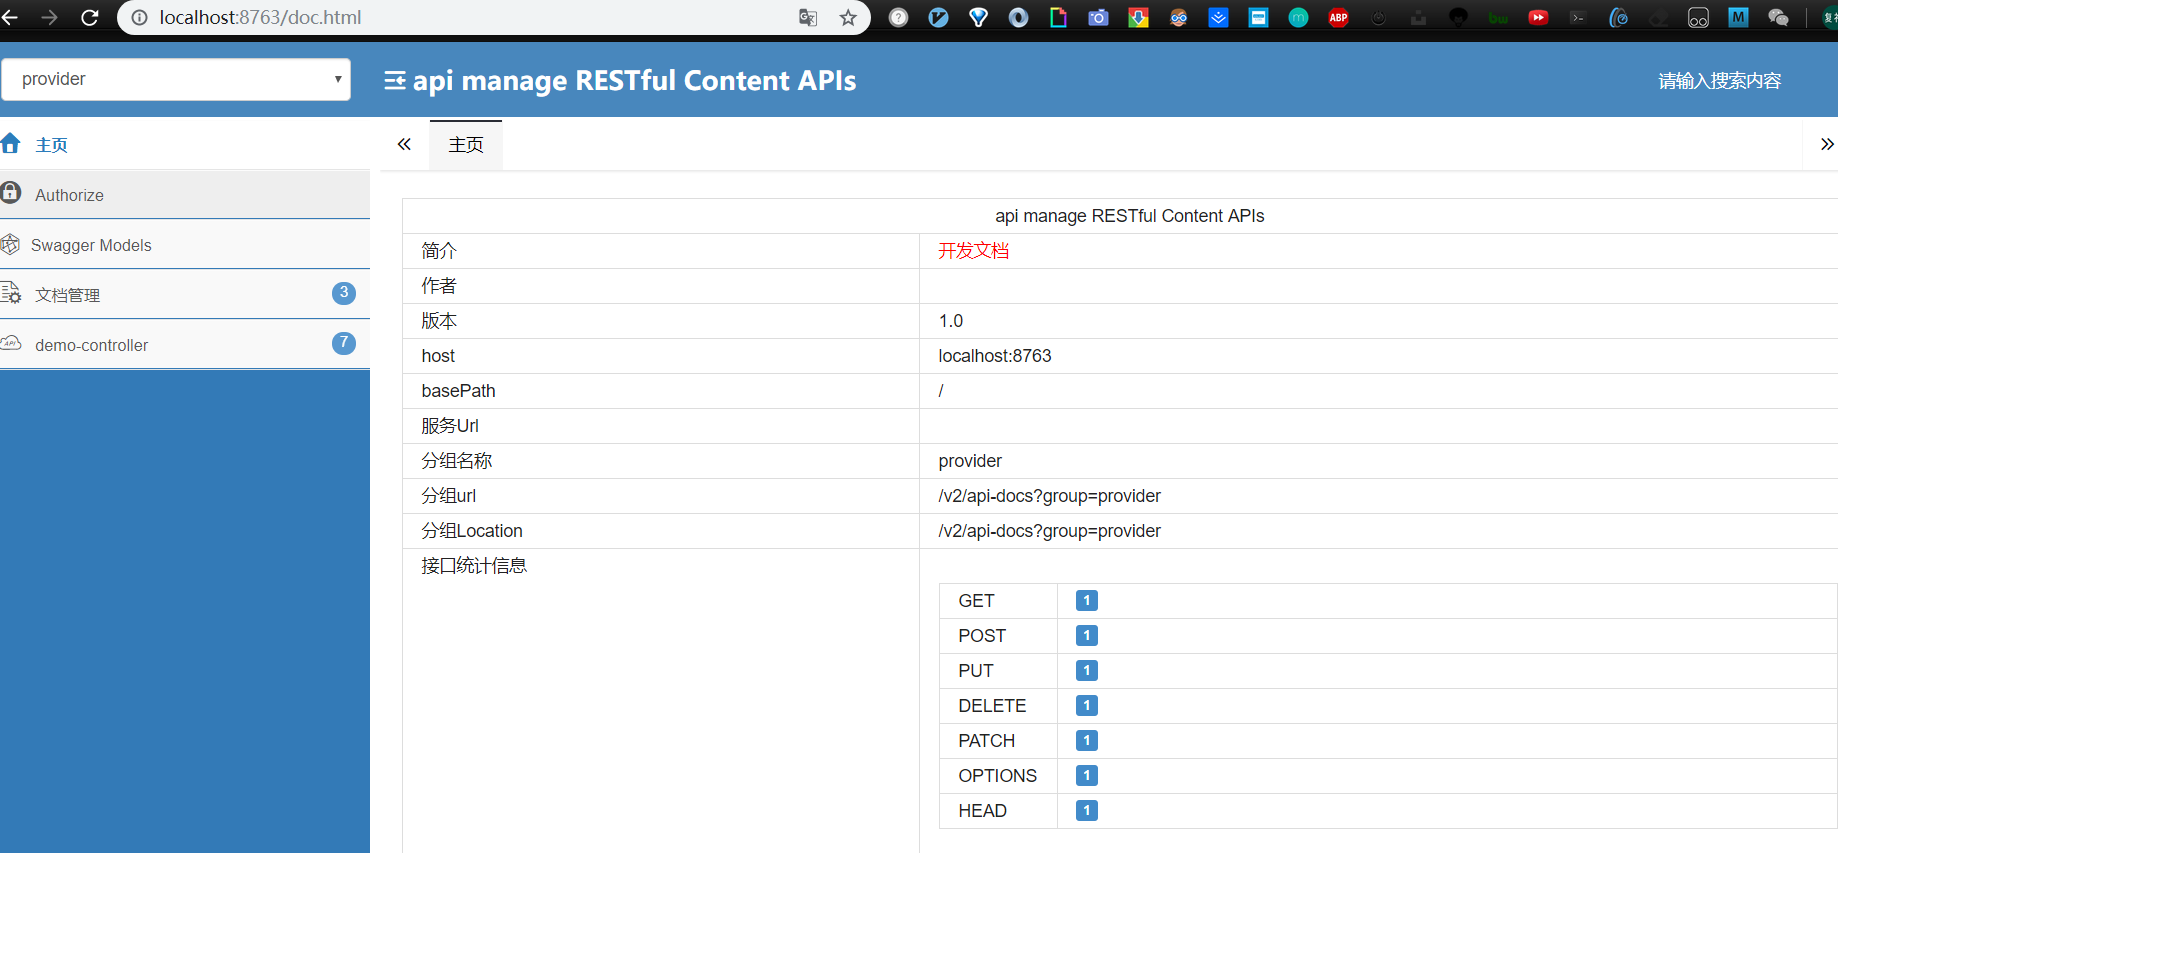 localhost:8763/doc.html
provider
api manage RESTful Content APIs
请输入搜索内容
主页
Authorize
Swagger Models
文档管理 3
demo-controller 7
主页
api manage RESTful Content APIs
简介 开发文档
作者
版本 1.0
host localhost:8763
basePath /
服务Url
分组名称 provider
分组url /v2/api-docs?group=provider
分组Location /v2/api-docs?group=provider
接口统计信息
GET 1
POST 1
PUT 1
DELETE 1
PATCH 1
OPTIONS 1
HEAD 1